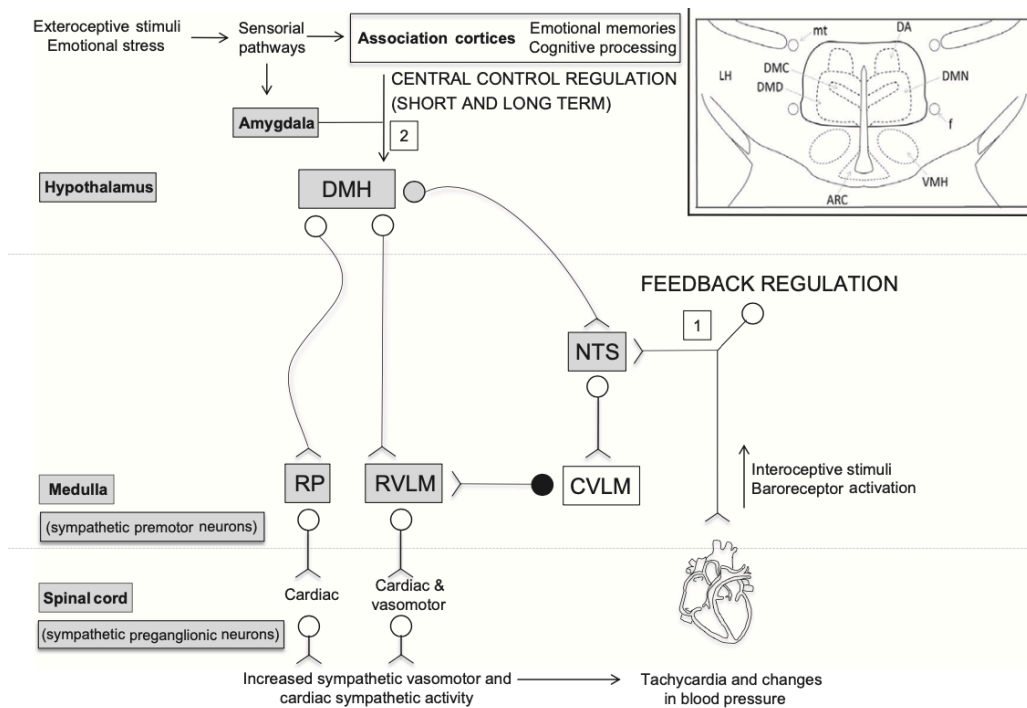 Exteroceptive stimuli
Emotional stress
Sensorial
pathways
Association cortices
Emotional memories
Cognitive processing
CENTRAL CONTROL REGULATION
(SHORT AND LONG TERM)
Amygdala
2
Hypothalamus
DMH
mt
DA
LH
DMC
DMD
DMN
f
VMH
ARC
FEEDBACK REGULATION
1
NTS
Medulla
RP
RVLM
CVLM
Interoceptive stimuli
Baroreceptor activation
(sympathetic premotor neurons)
Spinal cord
Cardiac
Cardiac &
vasomotor
(sympathetic preganglionic neurons)
Increased sympathetic vasomotor and
cardiac sympathetic activity
Tachycardia and changes
in blood pressure